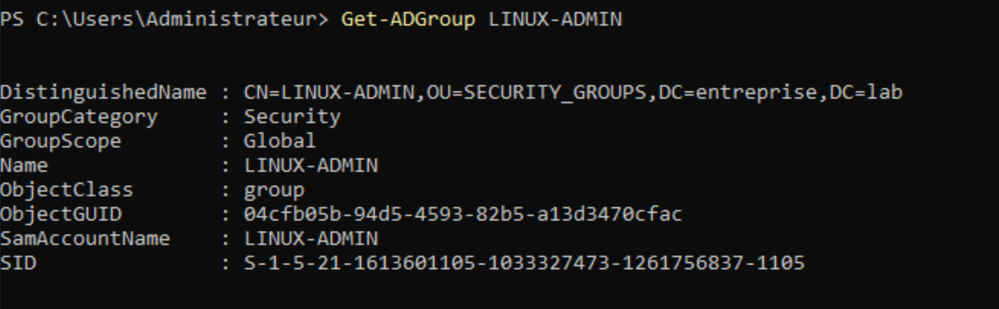 PS C:\Users\Administrateur> Get-ADGroup LINUX-ADMIN
DistinguishedName : CN=LINUX-ADMIN,OU=SECURITY_GROUPS,DC=entreprise,DC=lab
GroupCategory     : Security
GroupScope        : Global
Name              : LINUX-ADMIN
ObjectClass       : group
ObjectGUID        : 04cfb05b-94d5-4593-82b5-a13d3470cfac
SamAccountName    : LINUX-ADMIN
SID               : S-1-5-21-1613601105-1033327473-1261756837-1105